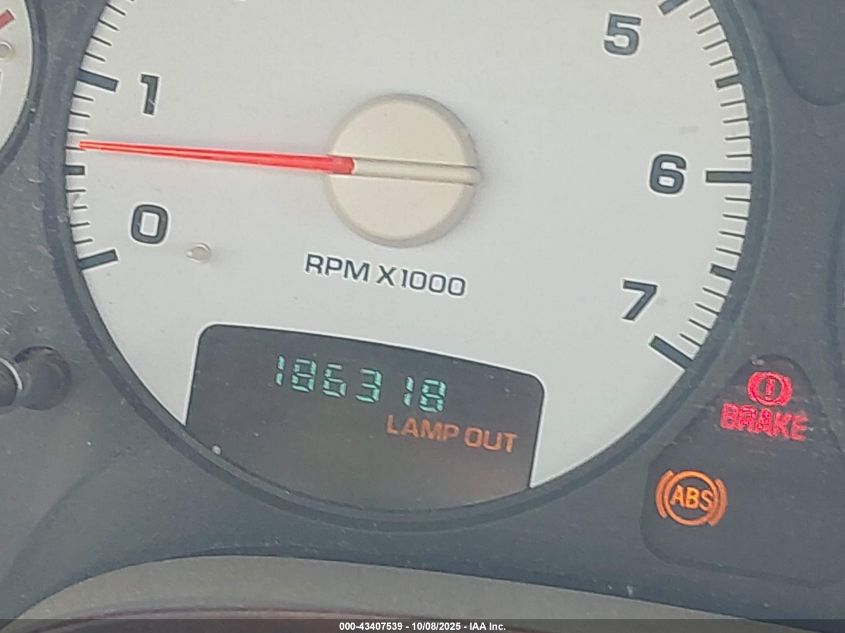 5
1
6
0
RPM X1000
7
186318
LAMP OUT
BRAKE
ABS
000-43407539 - 10/08/2025 - IAA Inc.